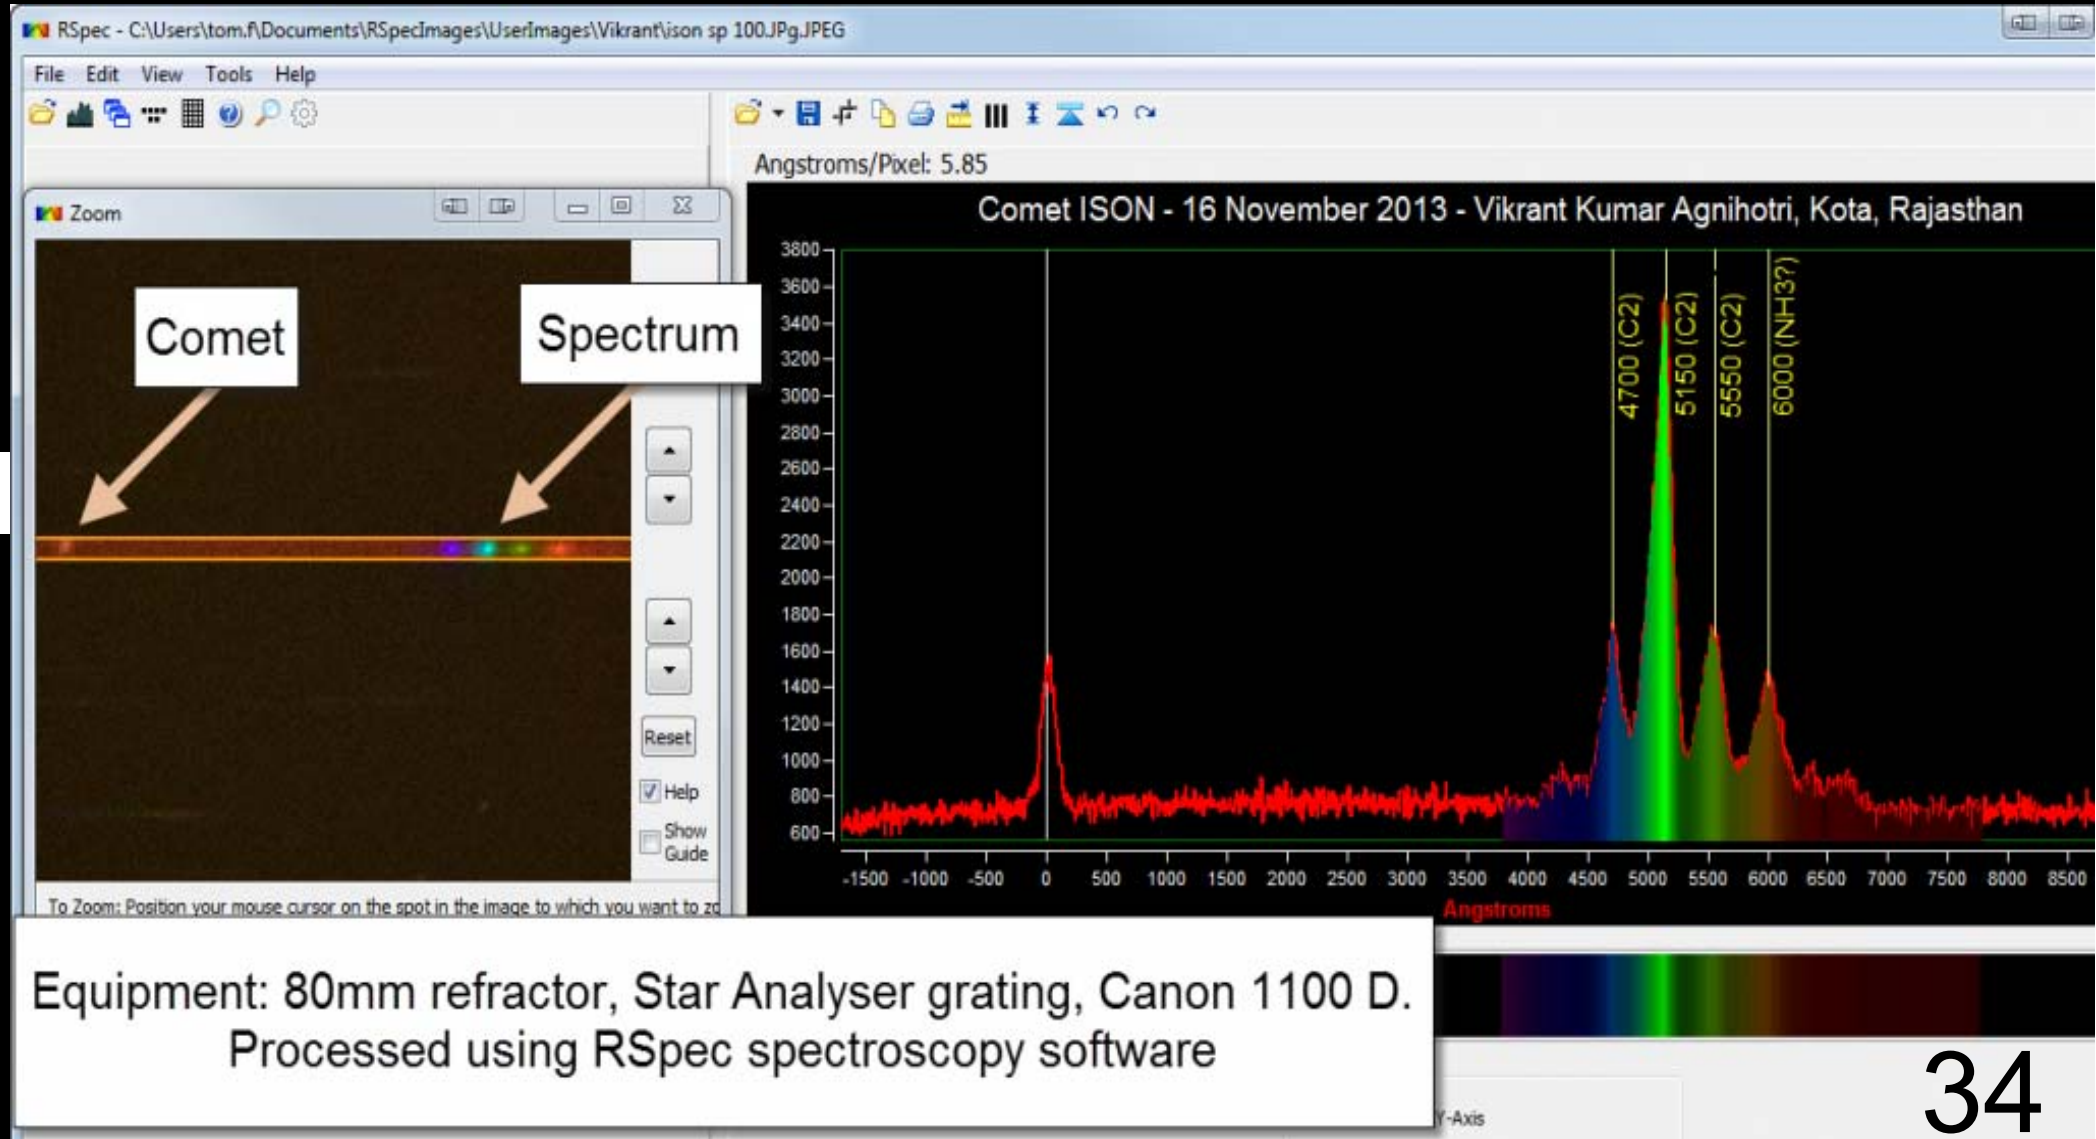 RSpec - C:\Users\tom.f\Documents\RSpecImages\UserImages\Vikrant\ison sp 100.JPg.JPEG
File Edit View Tools Help
Angstroms/Pixel: 5.85
Zoom
Comet
Spectrum
Reset
Help
Show
Guide
To Zoom: Position your mouse cursor on the spot in the image to which you want to
Comet ISON - 16 November 2013 - Vikrant Kumar Agnihotri, Kota, Rajasthan
3800
3600
3400
3200
3000
2800
2600
2400
2200
2000
1800
1600
1400
1200
1000
800
600
4700 (C2)
5150 (C2)
5550 (C2)
6000 (NH3?)
-1500 -1000 -500 0 500 1000 1500 2000 2500 3000 3500 4000 4500 5000 5500 6000 6500 7000 7500 8000 8500
Angstroms
Equipment: 80mm refractor, Star Analyser grating, Canon 1100 D.
Processed using RSpec spectroscopy software
Y-Axis
34